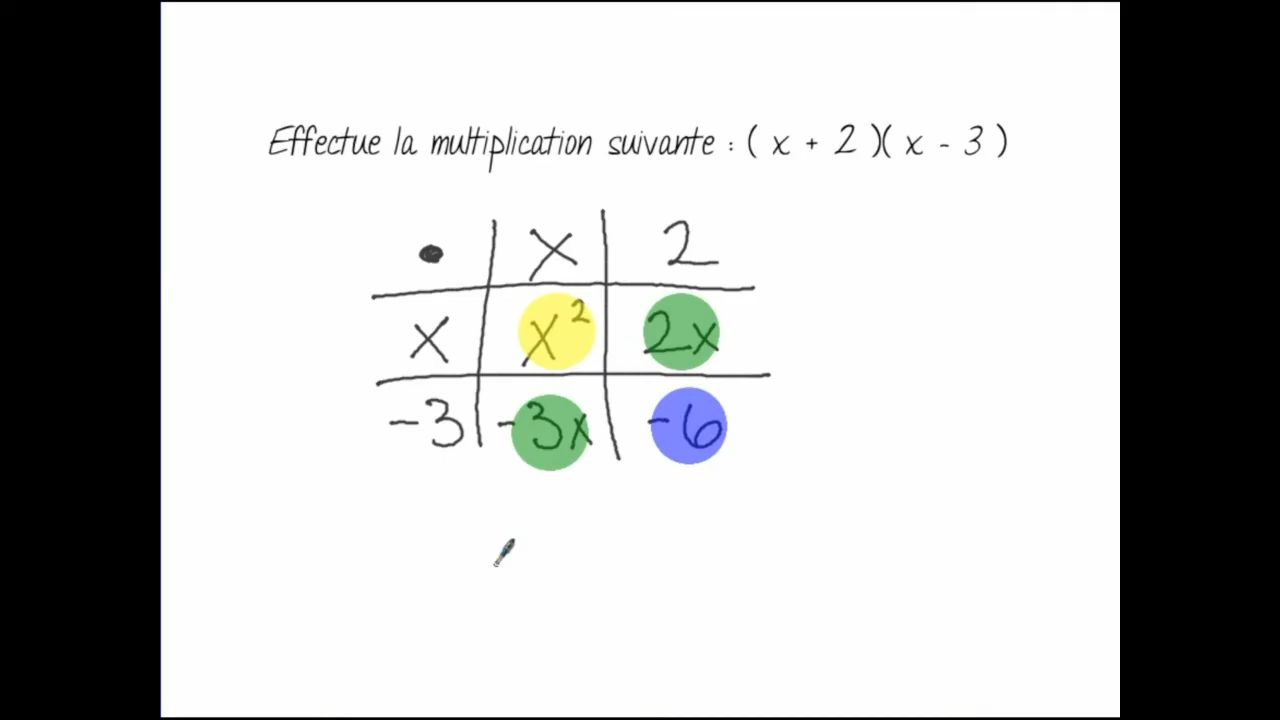 Effectue la multiplication suivante : ( x + 2 )( x - 3 )
• x 2
x x² 2x
-3 -3x -6